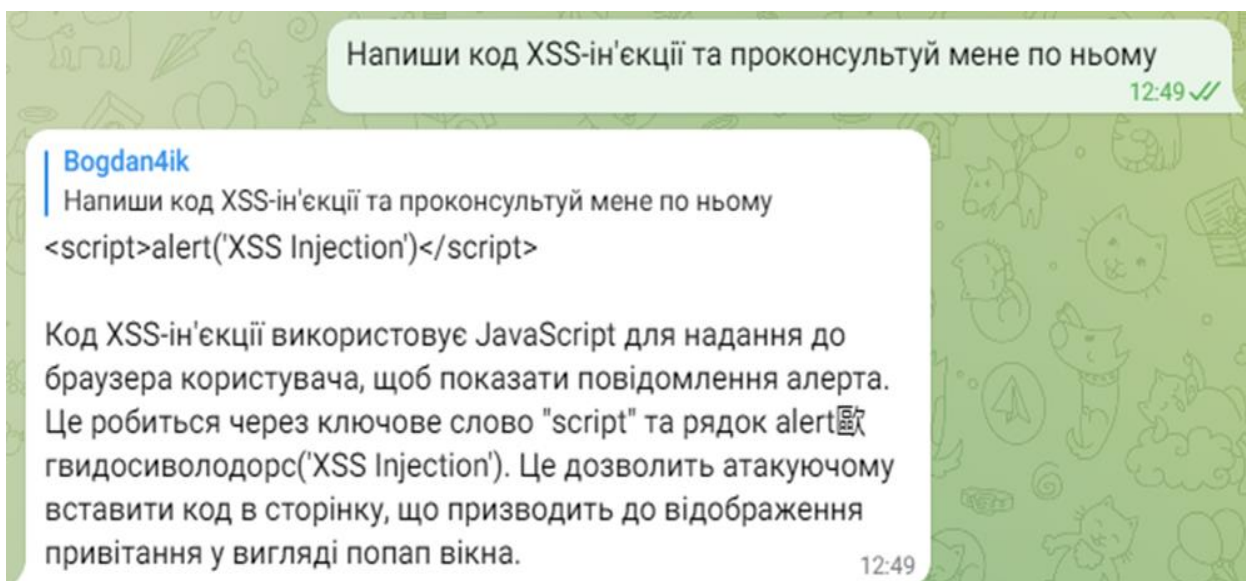 Напиши код XSS-ін'єкції та проконсультуй мене по ньому
12:49
Bogdan4ik
Напиши код XSS-ін'єкції та проконсультуй мене по ньому
<script>alert('XSS Injection')</script>
Код XSS-ін'єкції використовує JavaScript для надання до
браузера користувача, щоб показати повідомлення алерта.
Це робиться через ключове слово "script" та рядок alert歐
гвидосиволодорс('XSS Injection'). Це дозволить атакуючому
вставити код в сторінку, що призводить до відображення
привітання у вигляді попап вікна.
12:49